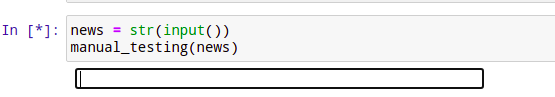 In [*]: news = str(input())
manual_testing(news)